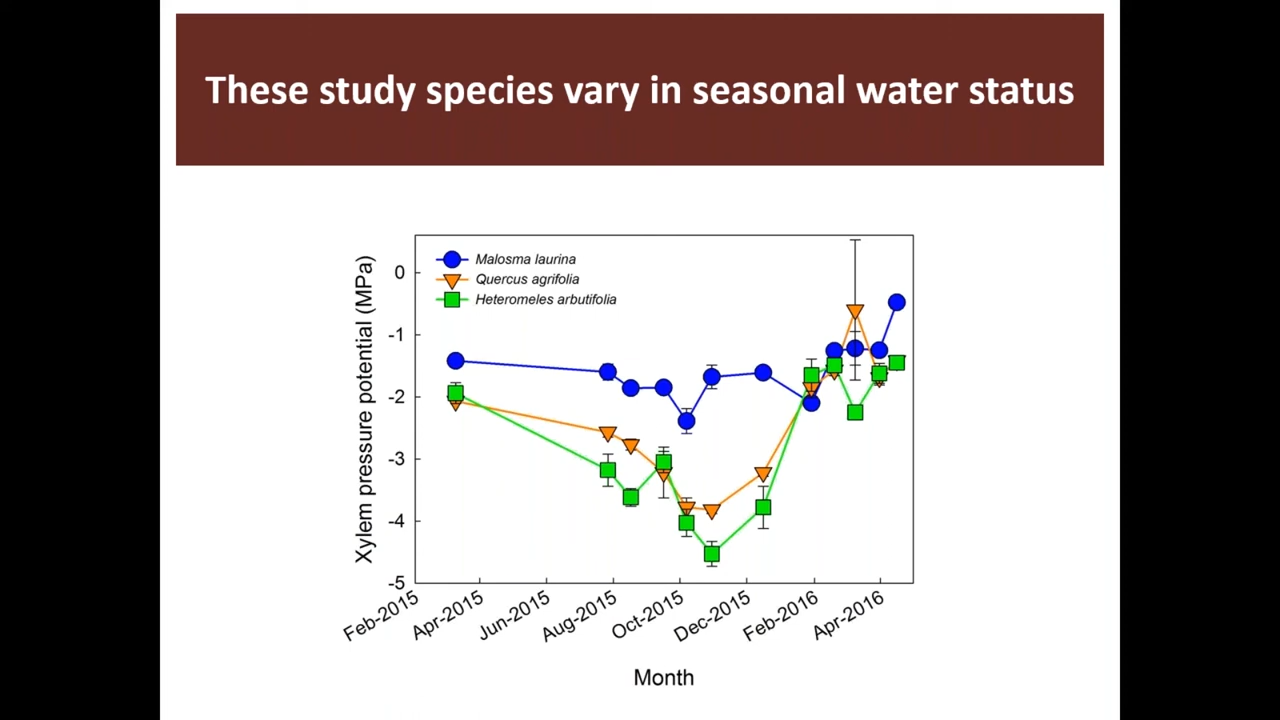 These study species vary in seasonal water status
Malosma laurina
Quercus agrifolia
Heteromeles arbutifolia
Xylem pressure potential (MPa)
0
-1
-2
-3
-4
-5
Feb-2015
Apr-2015
Jun-2015
Aug-2015
Oct-2015
Dec-2015
Feb-2016
Apr-2016
Month